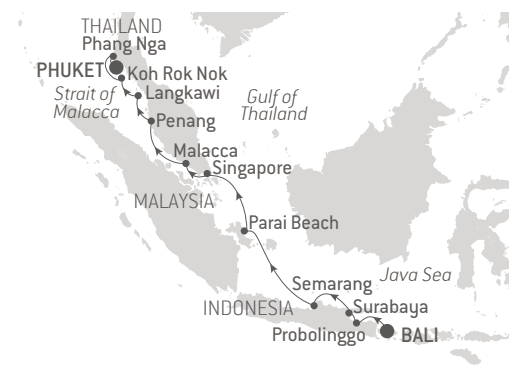 THAILAND
Phang Nga
PHUKET
Koh Rok Nok
Strait of
Malacca
Langkawi
Gulf of
Thailand
Penang
Malacca
Singapore
MALAYSIA
Parai Beach
Java Sea
Semarang
INDONESIA
Surabaya
Probolinggo
BALI